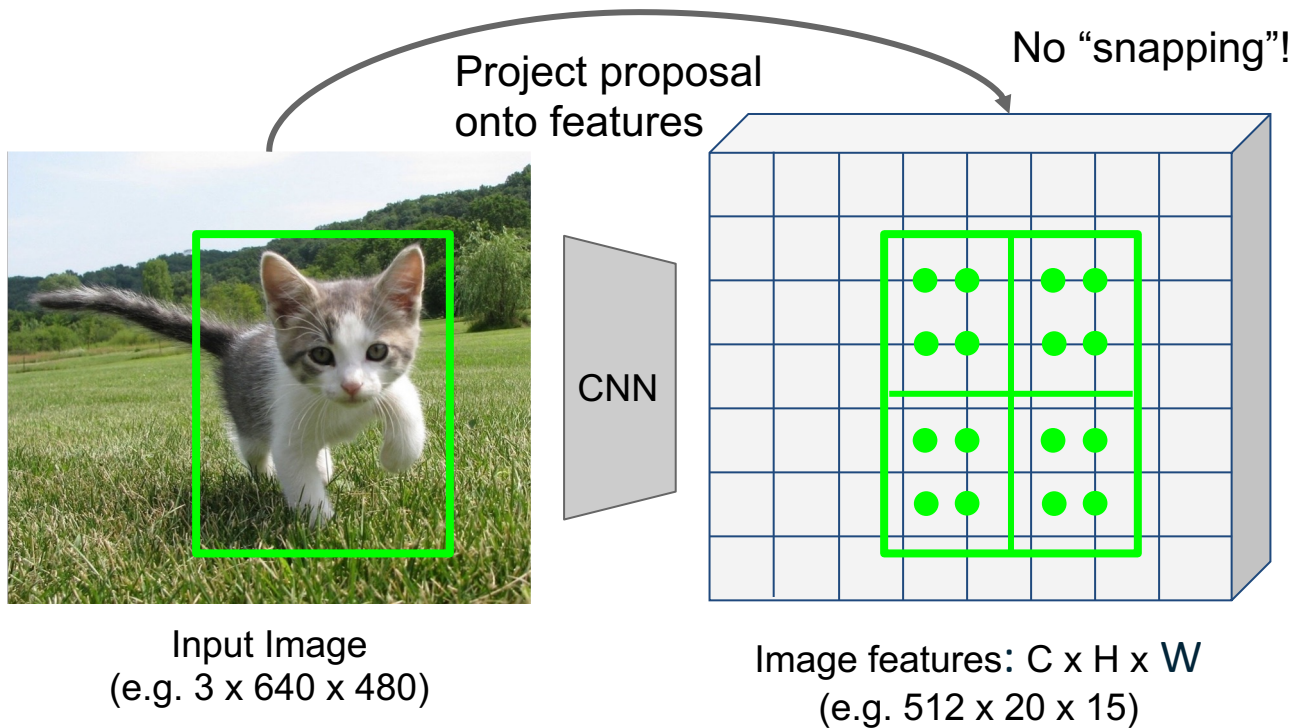 No “snapping”!
Project proposal
onto features
CNN
Input Image
(e.g. 3 x 640 x 480)
Image features: C x H x W
(e.g. 512 x 20 x 15)